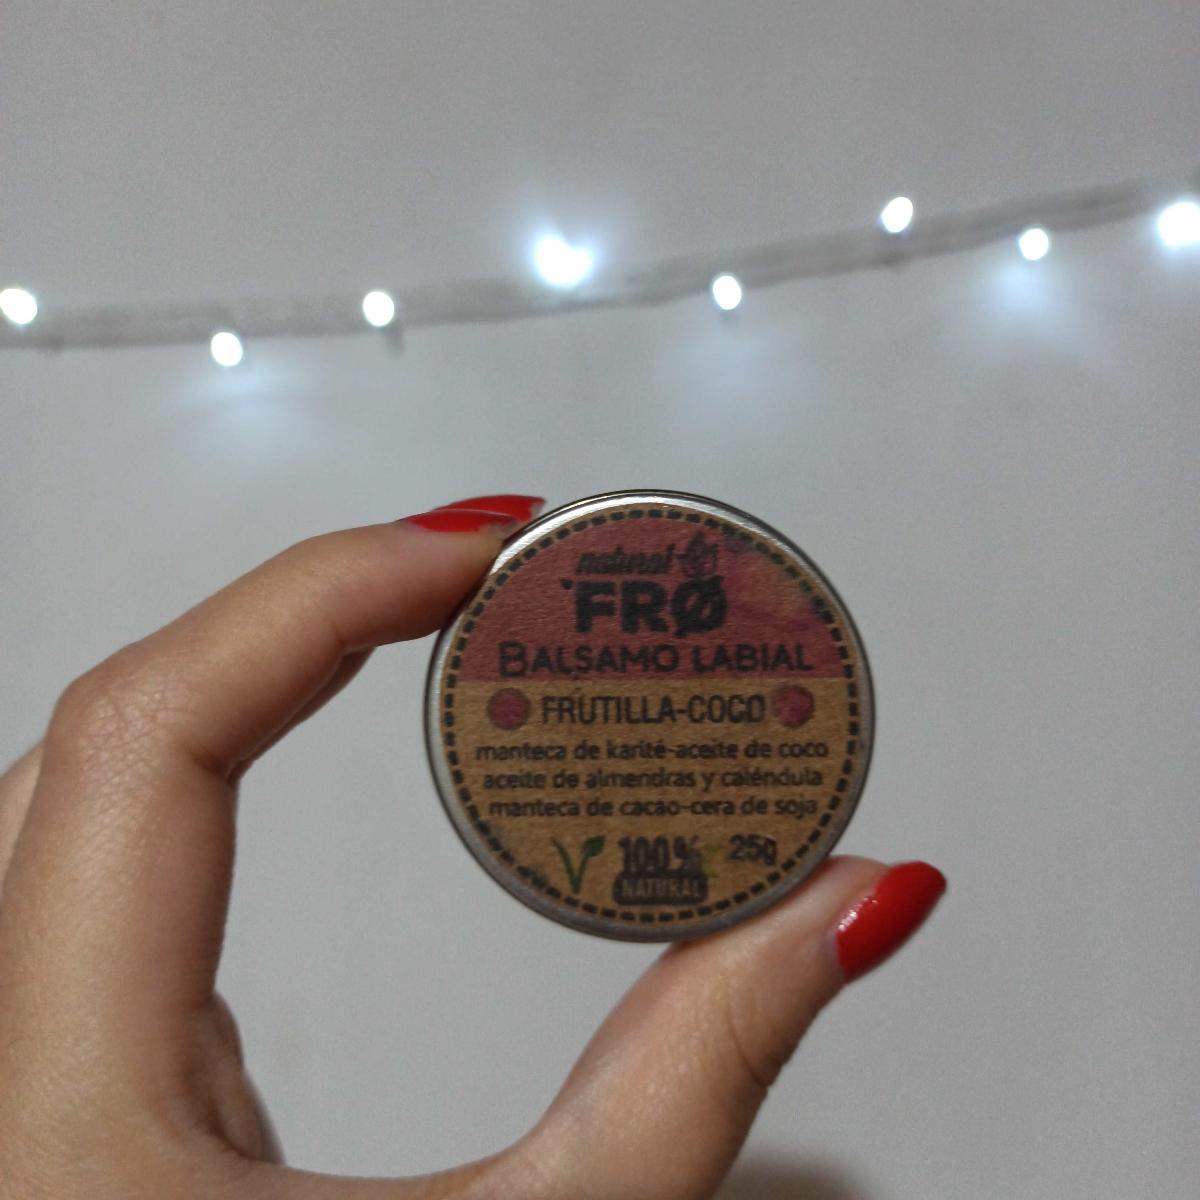 natural
FRØ
BALSAMO LABIAL
FRUTILLA-COCO
manteca de karité-aceite de coco
aceite de almendras y caléndula
manteca de cacao-cera de soja
100%
NATURAL
25g